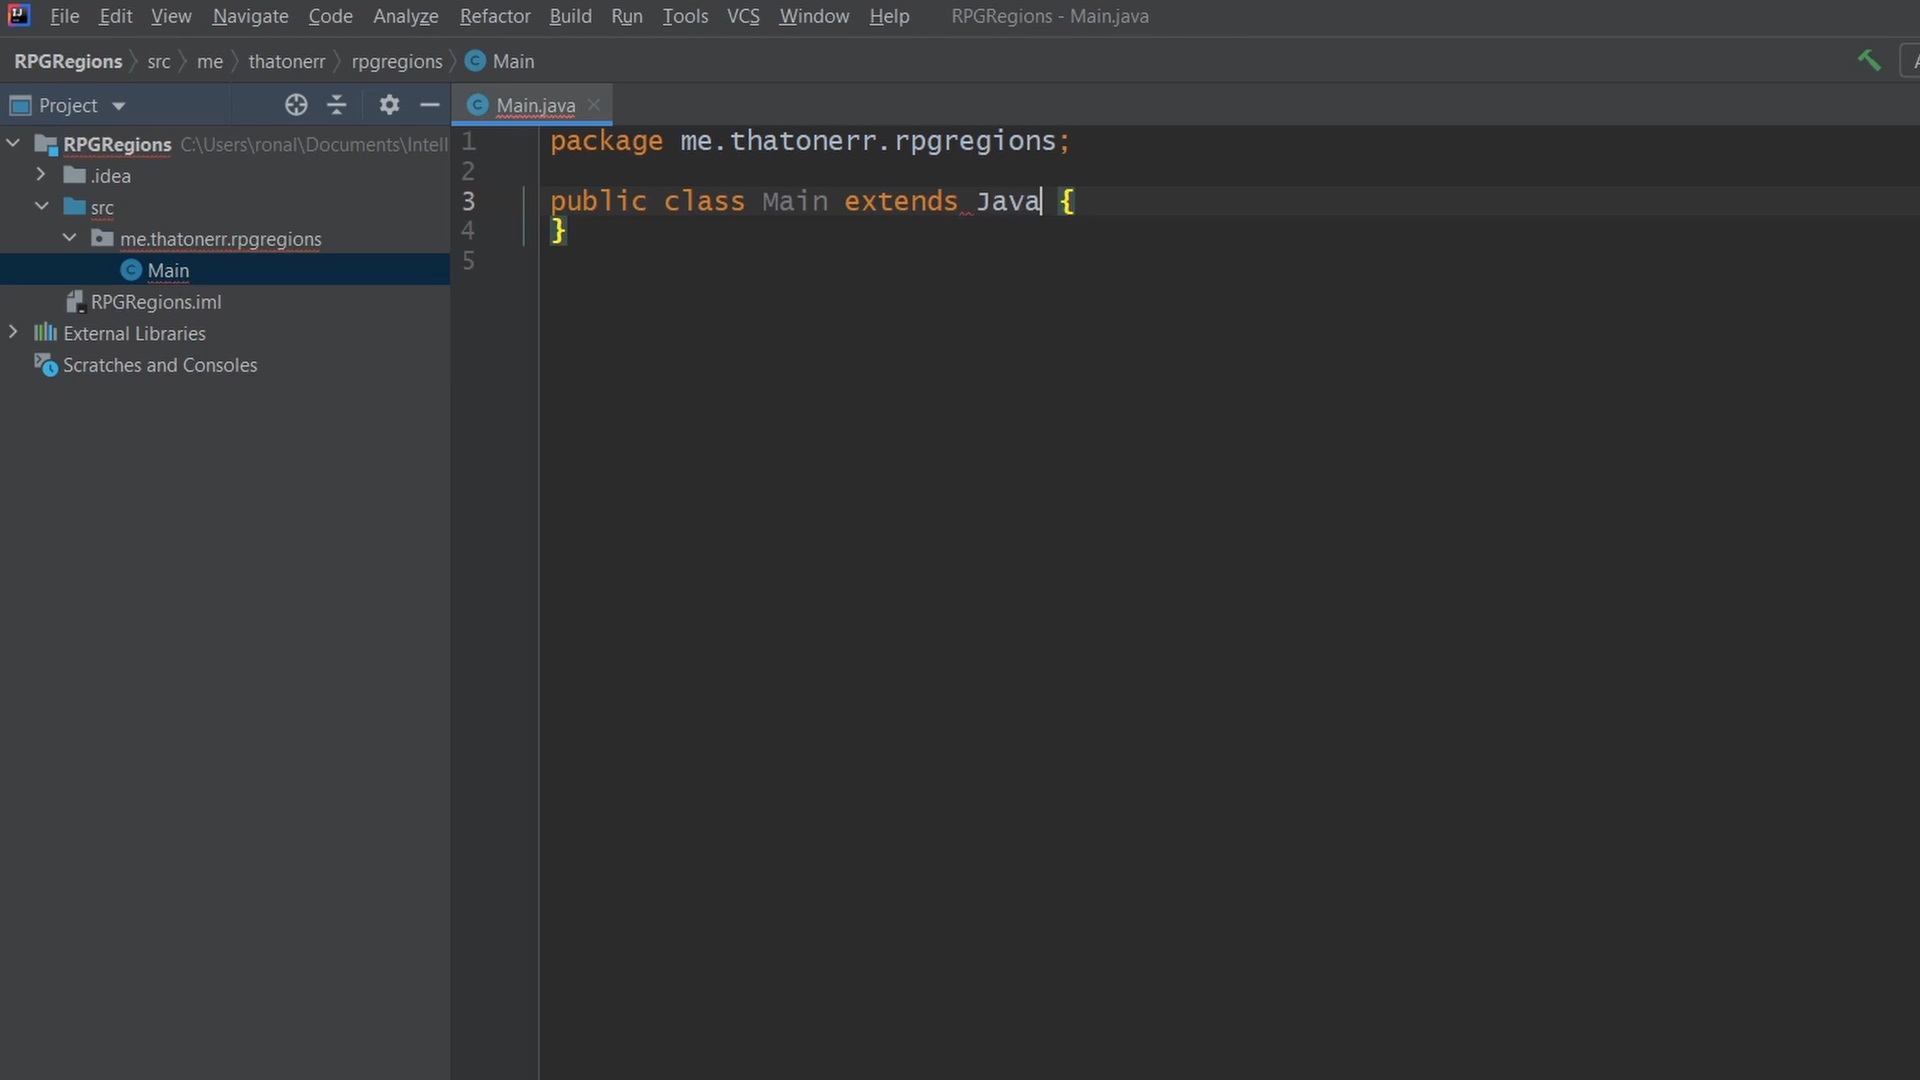 File Edit View Navigate Code Analyze Refactor Build Run Tools VCS Window Help RPGRegions - Main.java
RPGRegions src me thatonerr rpgregions Main
Project
Main.java
RPGRegions C:\Users\ronal\Documents\Intell
.idea
src
me.thatonerr.rpgregions
Main
RPGRegions.iml
External Libraries
Scratches and Consoles
1 package me.thatonerr.rpgregions;
2
3 public class Main extends Java {
4 }
5